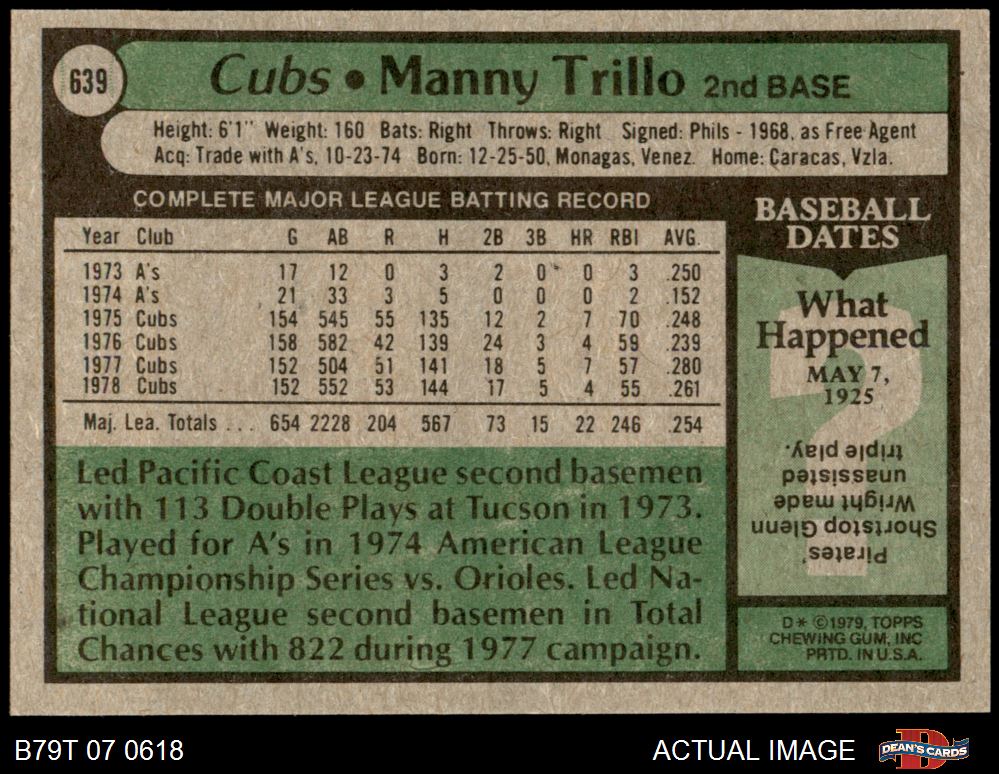 639
Cubs • Manny Trillo 2nd BASE
Height: 6'1" Weight: 160 Bats: Right Throws: Right Signed: Phils - 1968, as Free Agent
Acq: Trade with A's, 10-23-74 Born: 12-25-50, Monagas, Venez. Home: Caracas, Vzla.
COMPLETE MAJOR LEAGUE BATTING RECORD
Year Club G AB R H 2B 3B HR RBI AVG.
1973 A's 17 12 0 3 2 0 0 3 .250
1974 A's 21 33 3 5 0 0 0 2 .152
1975 Cubs 154 545 55 135 12 2 7 70 .248
1976 Cubs 158 582 42 139 24 3 4 59 .239
1977 Cubs 152 504 51 141 18 5 7 57 .280
1978 Cubs 152 552 53 144 17 5 4 55 .261
Maj. Lea. Totals . . . 654 2228 204 567 73 15 22 246 .254
Led Pacific Coast League second basemen
with 113 Double Plays at Tucson in 1973.
Played for A's in 1974 American League
Championship Series vs. Orioles. Led Na-
tional League second basemen in Total
Chances with 822 during 1977 campaign.
BASEBALL
DATES
What
Happened
MAY 7,
1925
Pirates'
Shortstop Glenn
Wright made
unassisted
triple play.
D* ©1979, TOPPS
CHEWING GUM, INC
PRTD. IN U.S.A.
B79T 07 0618
ACTUAL IMAGE
D
DEAN'S CARDS